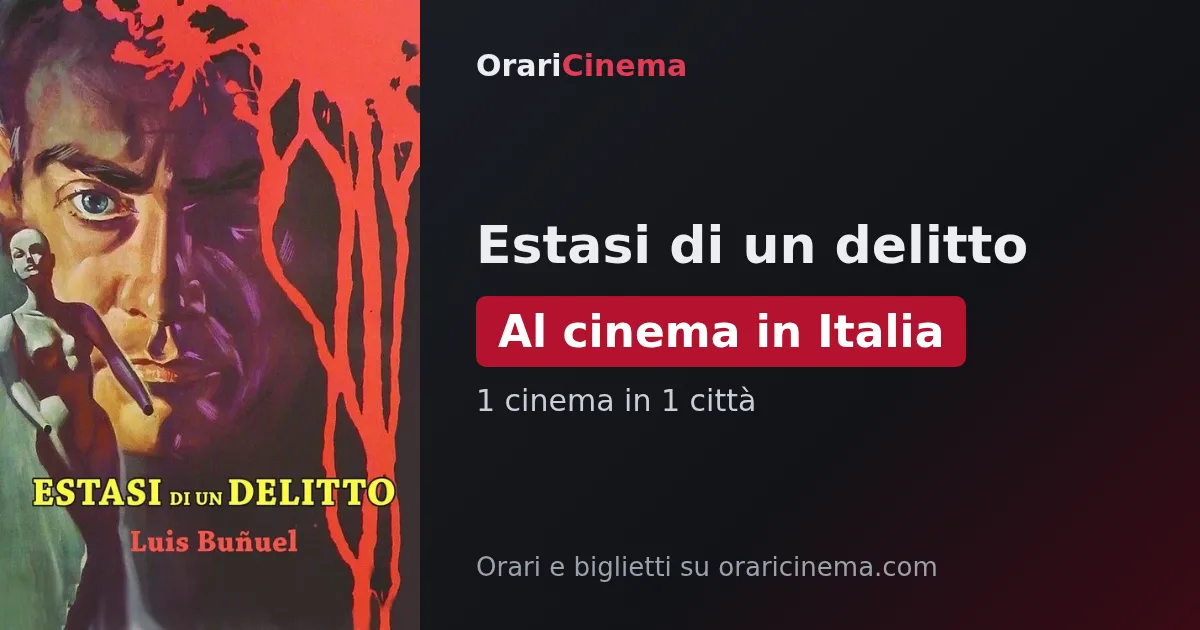 ESTASI DI UN DELITTO
Luis Buñuel
OrariCinema
Estasi di un delitto
Al cinema in Italia
1 cinema in 1 città
Orari e biglietti su oraricinema.com